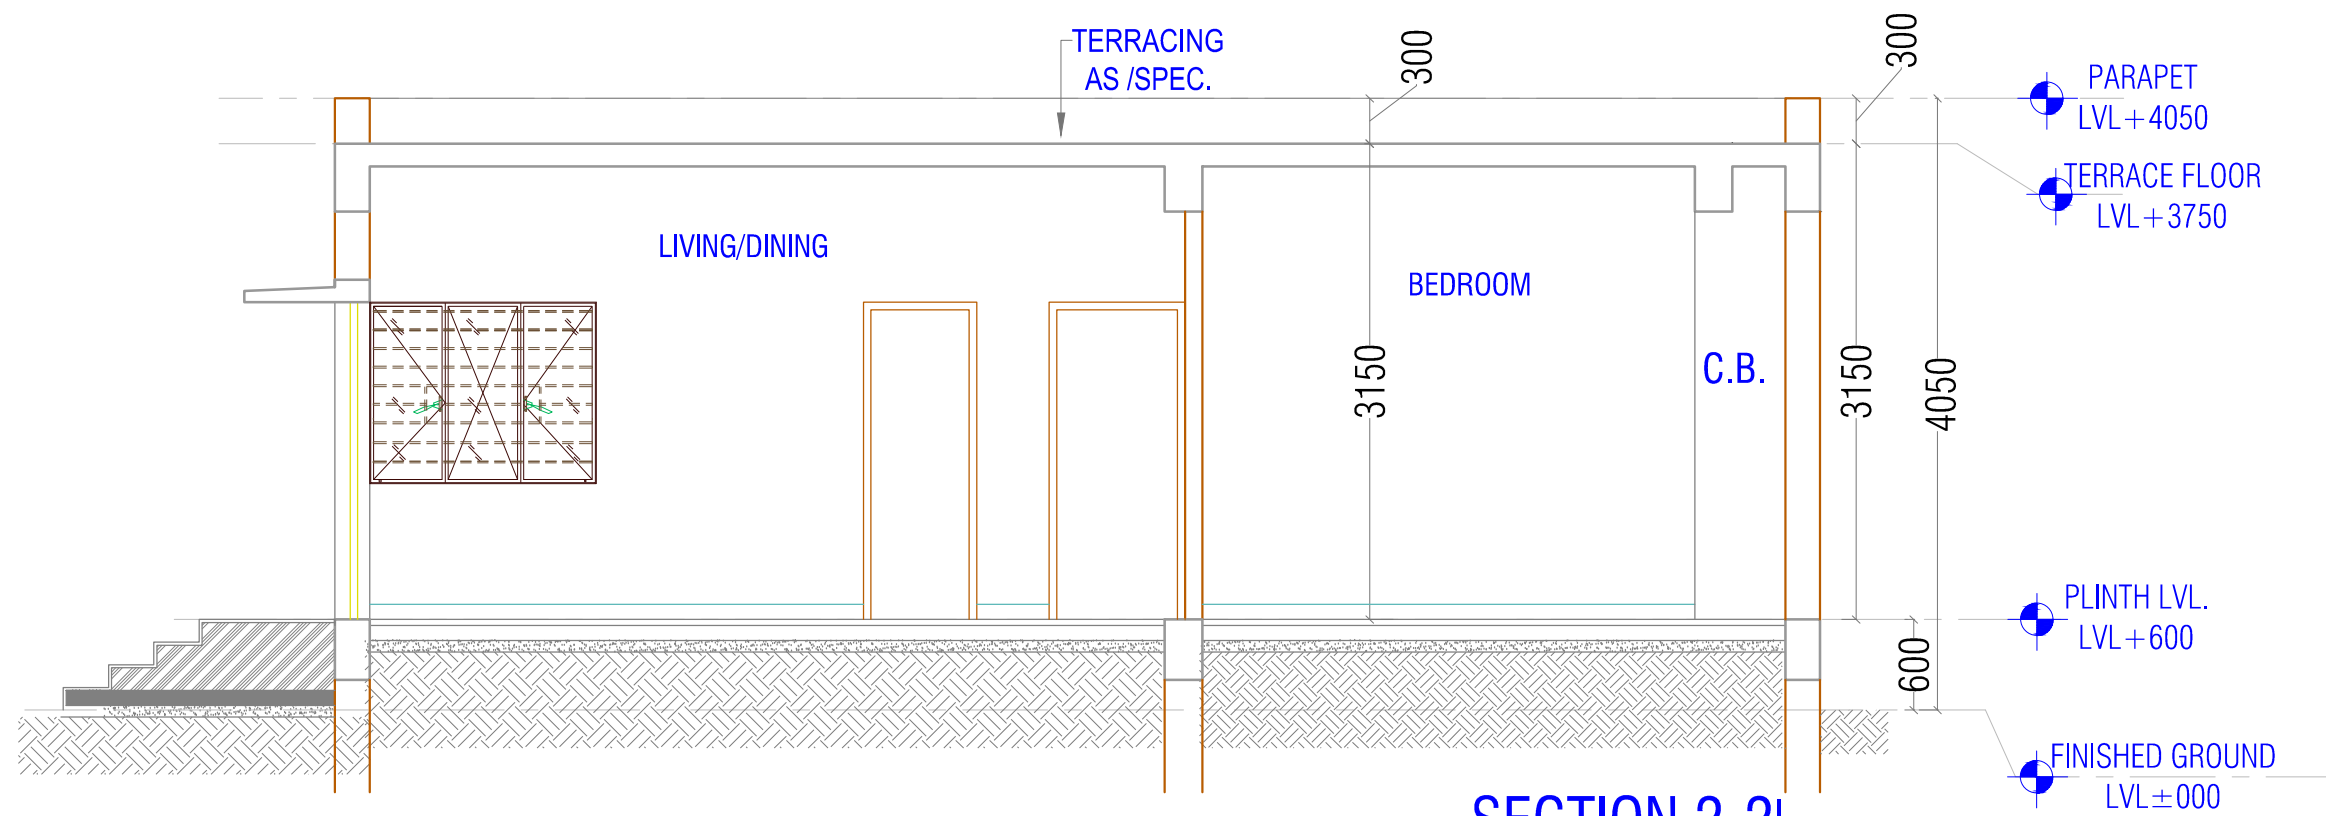 TERRACING
AS /SPEC.
300
300
PARAPET
LVL+4050
TERRACE FLOOR
LVL+3750
LIVING/DINING
BEDROOM
C.B.
3150
3150
4050
PLINTH LVL.
LVL+600
600
FINISHED GROUND
LVL±000
SECTION